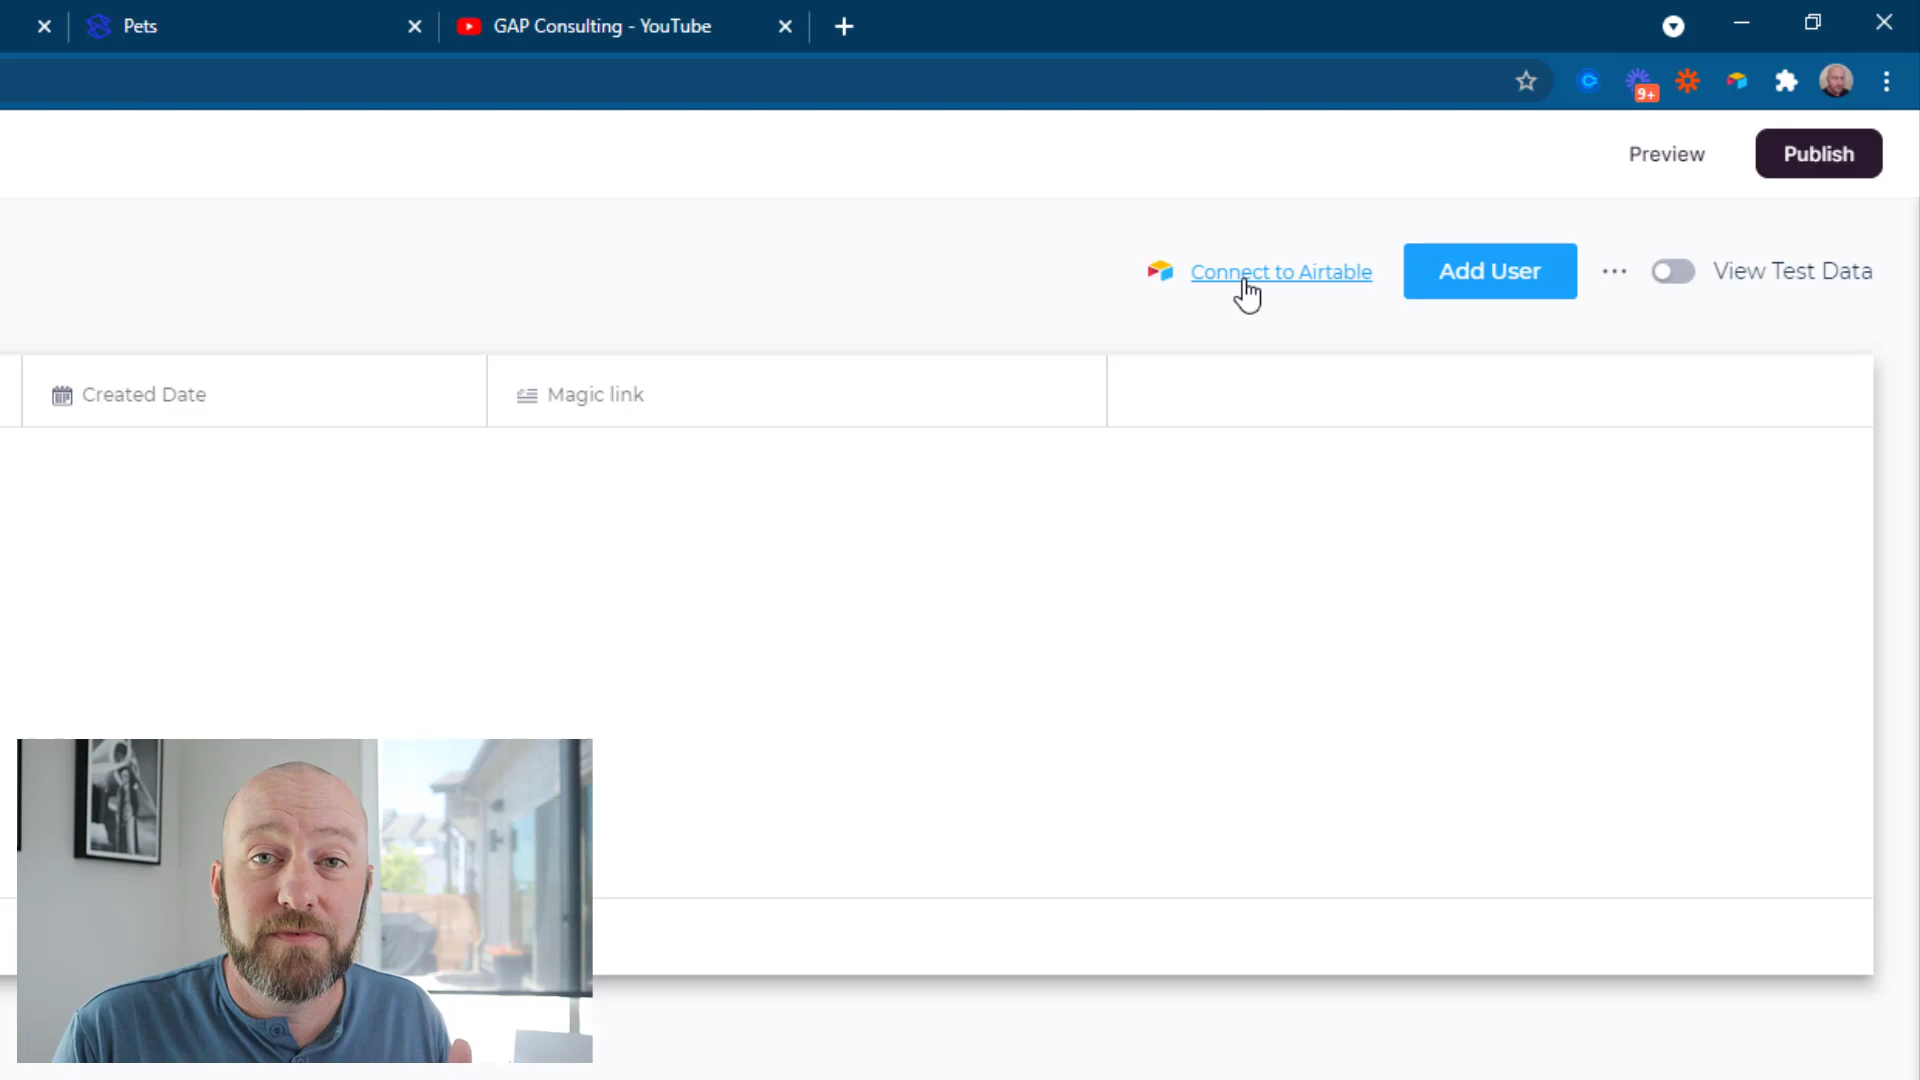 Pets
GAP Consulting - YouTube
9+
Preview
Publish
Connect to Airtable
Add User
View Test Data
Created Date
Magic link